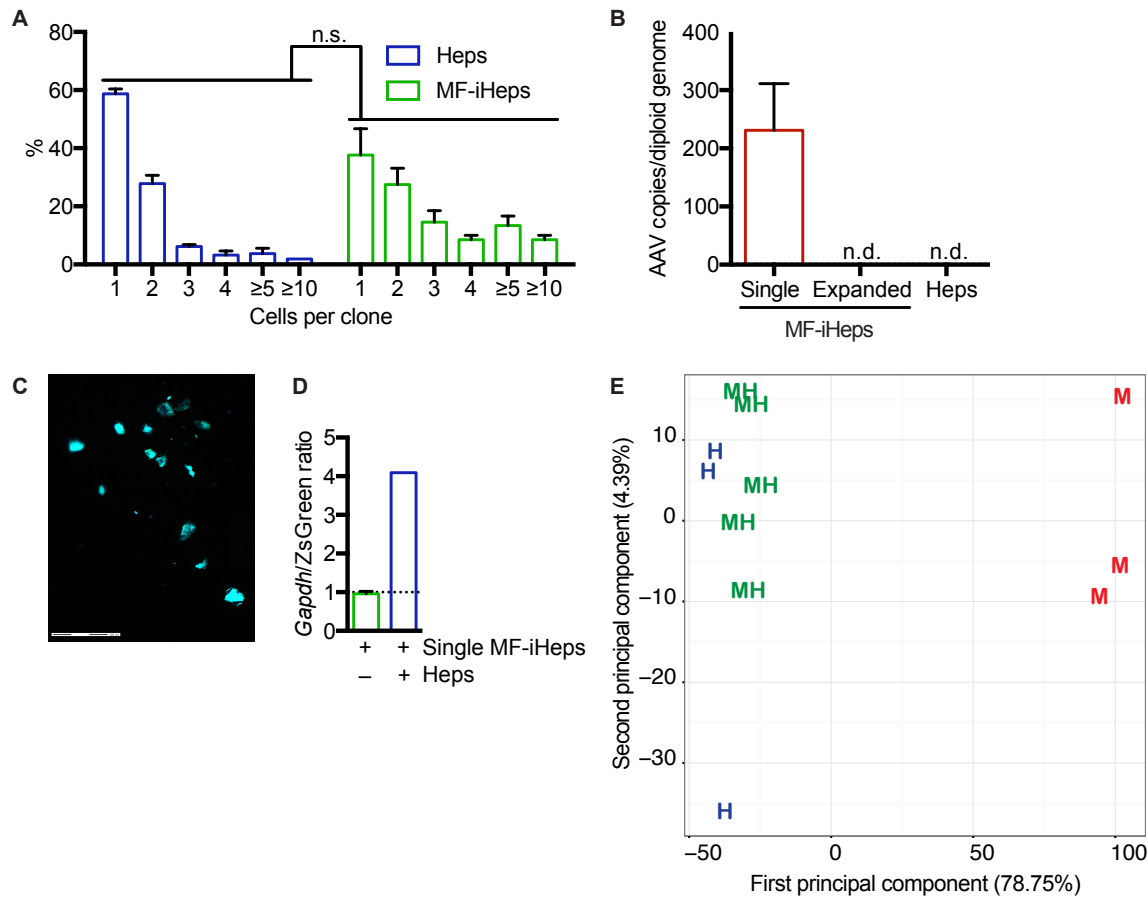 A
80
60
40
20
0
%
n.s.
Heps
MF-iHeps
1 2 3 4 ≥5 ≥10 1 2 3 4 ≥5 ≥10
Cells per clone
B
AAV copies/diploid genome
400
300
200
100
0
n.d. n.d.
Single Expanded Heps
MF-iHeps
C
D
Gapdh/ZsGreen ratio
5
4
3
2
1
0
+ + Single MF-iHeps
– + Heps
E
Second principal component (4.39%)
10
0
−10
−20
−30
MH
MH
M
H
H
MH
MH
M
MH
M
H
−50 0 50 100
First principal component (78.75%)